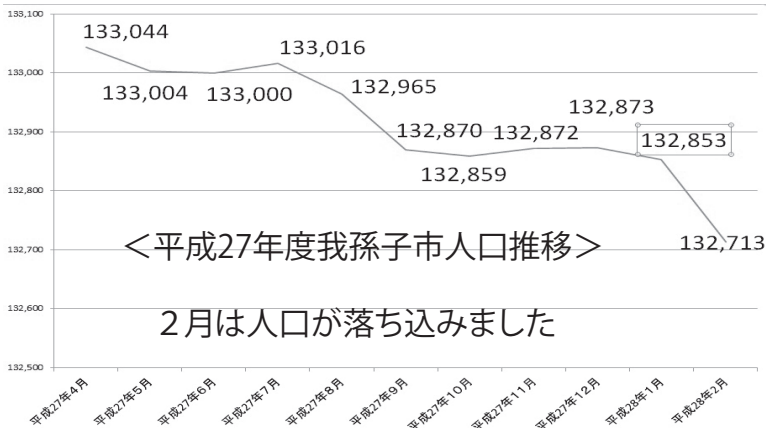 133,100
133,000
132,900
132,800
132,700
132,600
132,500
133,044
133,004
133,000
133,016
132,965
132,870
132,859
132,872
132,873
132,853
132,713
＜平成27年度我孫子市人口推移＞
２月は人口が落ち込みました
平成27年4月
平成27年5月
平成27年6月
平成27年7月
平成27年8月
平成27年9月
平成27年10月
平成27年11月
平成27年12月
平成28年1月
平成28年2月